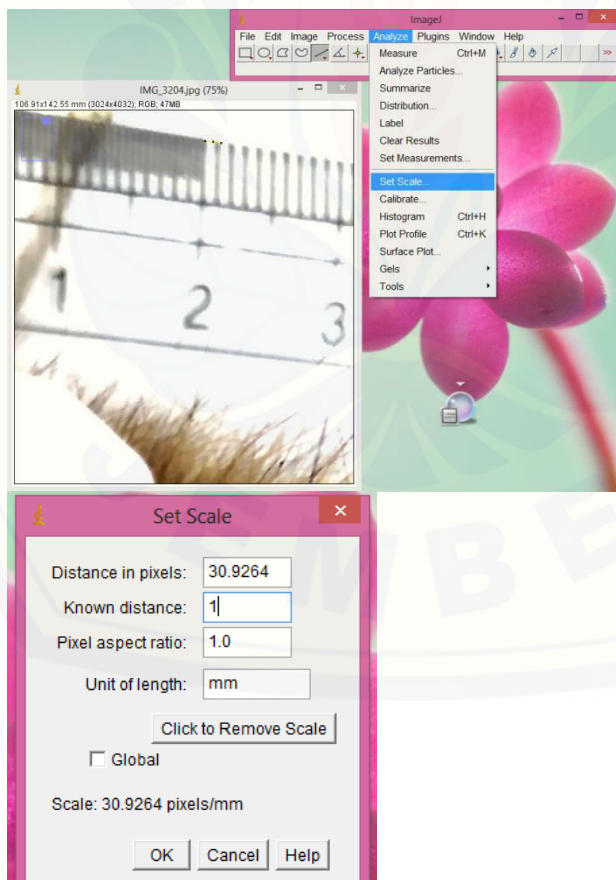 ImageJ
File Edit Image Process Analyze Plugins Window Help
>>
Measure Ctrl+M
Analyze Particles...
Summarize
Distribution...
Label
Clear Results
Set Measurements...
Set Scale...
Calibrate...
Histogram Ctrl+H
Plot Profile Ctrl+K
Surface Plot...
Gels
Tools
IMG_3204.jpg (75%)
106.91x142.55 mm (3024x4032); RGB; 47MB
1 2 3
EMBE
Set Scale
Distance in pixels: 30.9264
Known distance: 1
Pixel aspect ratio: 1.0
Unit of length: mm
Click to Remove Scale
Global
Scale: 30.9264 pixels/mm
OK Cancel Help